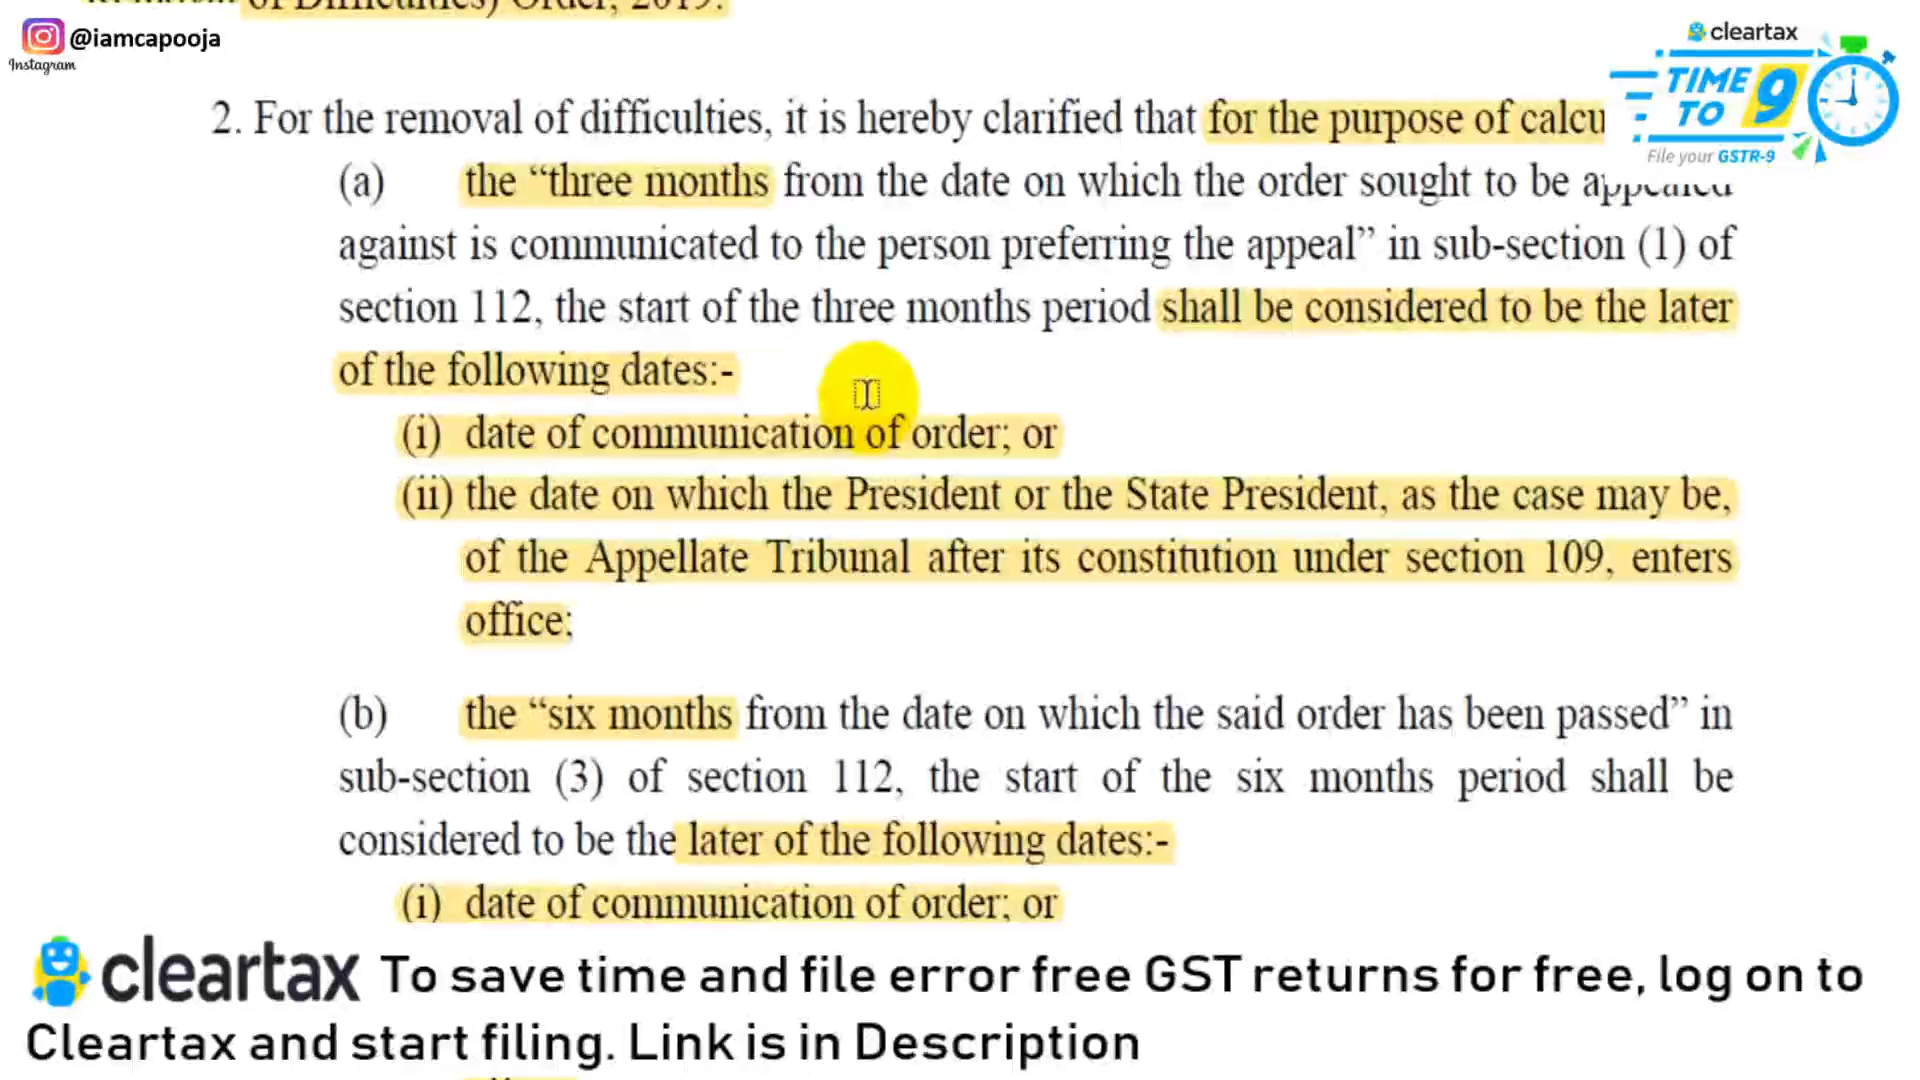 of Difficulties) Order, 2019.
@iamcapooja
Instagram
cleartax
TIME
TO 9
File your GSTR-9
2. For the removal of difficulties, it is hereby clarified that for the purpose of calcu
(a) the “three months from the date on which the order sought to be appealed
against is communicated to the person preferring the appeal” in sub-section (1) of
section 112, the start of the three months period shall be considered to be the later
of the following dates:-
(i) date of communication of order; or
(ii) the date on which the President or the State President, as the case may be,
of the Appellate Tribunal after its constitution under section 109, enters
office;
(b) the “six months from the date on which the said order has been passed” in
sub-section (3) of section 112, the start of the six months period shall be
considered to be the later of the following dates:-
(i) date of communication of order; or
cleartax To save time and file error free GST returns for free, log on to
Cleartax and start filing. Link is in Description